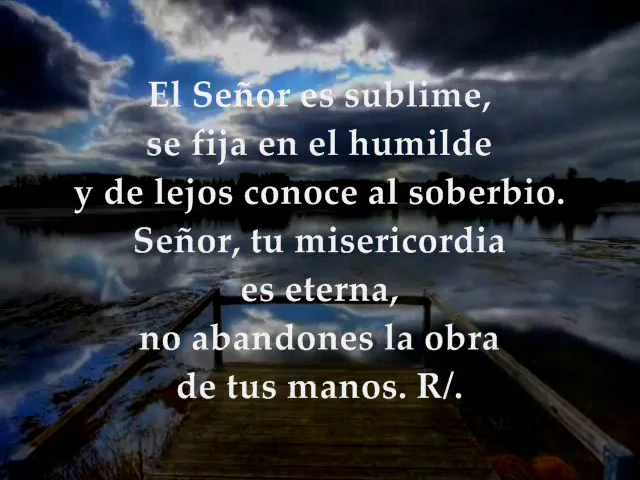 El Señor es sublime,
se fija en el humilde
y de lejos conoce al soberbio.
Señor, tu misericordia
es eterna,
no abandones la obra
de tus manos. R/.